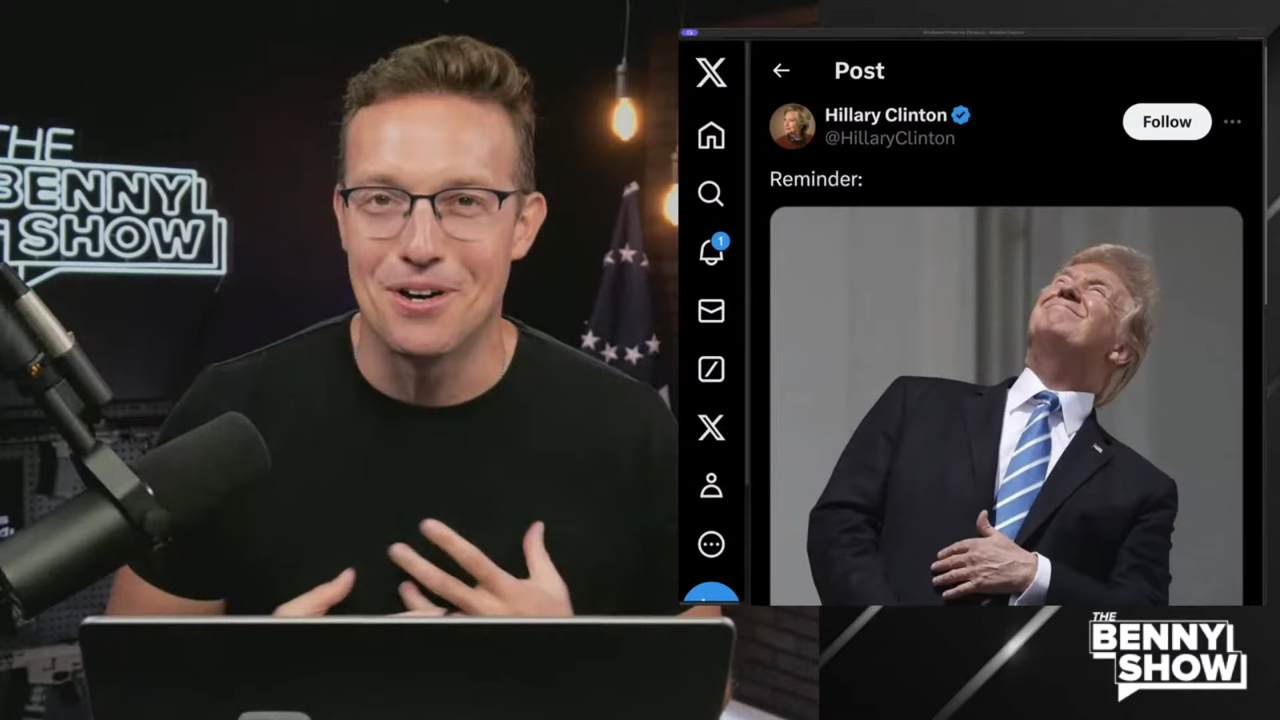 THE
BENNY
SHOW
Post
Hillary Clinton
@HillaryClinton
Follow
Reminder:
1
THE
BENNY
SHOW